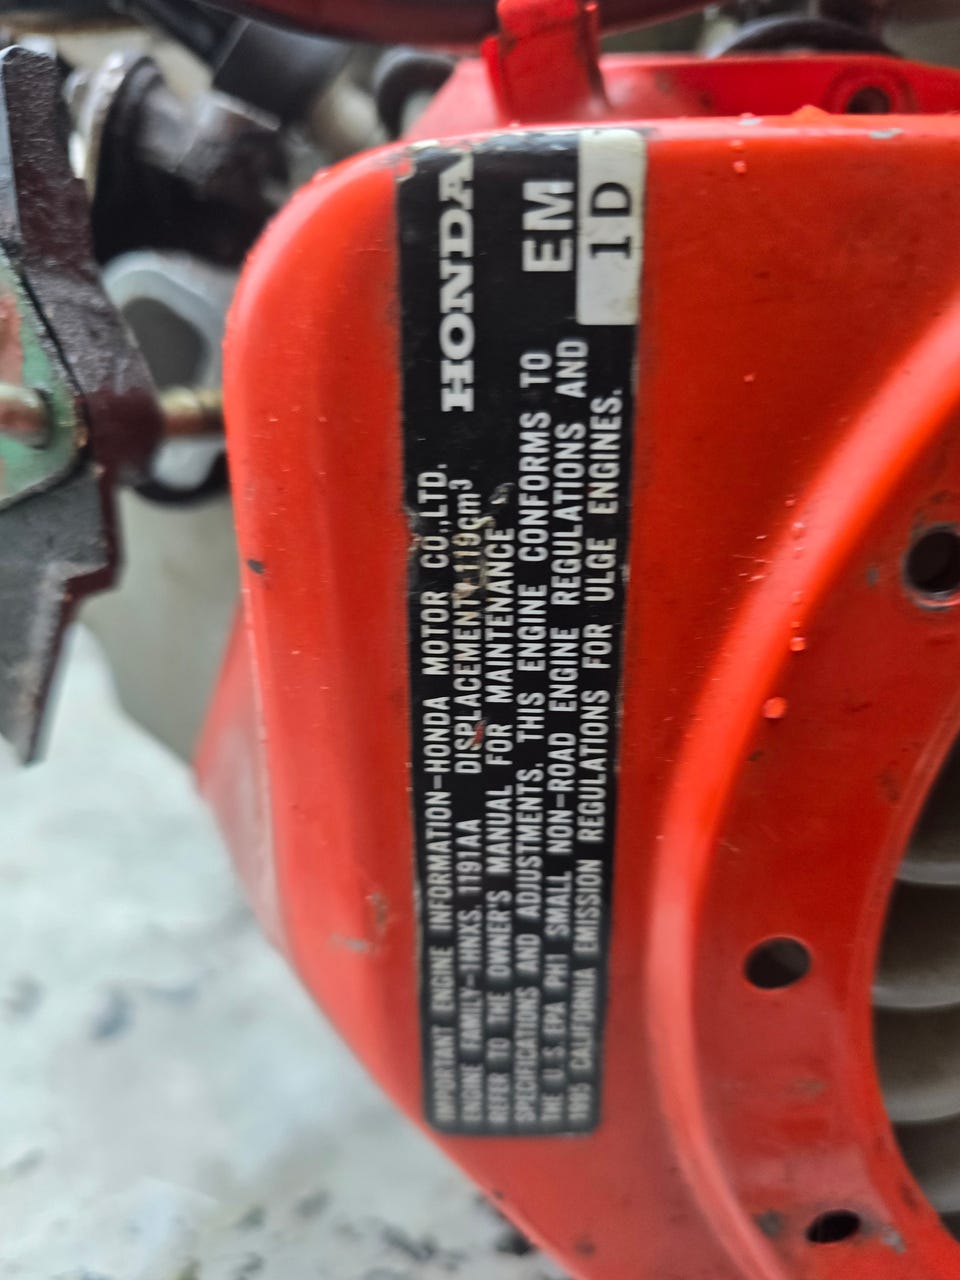 HONDA
EM
1D
IMPORTANT ENGINE INFORMATION-HONDA MOTOR CO.,LTD.
ENGINE FAMILY-THNXS. 1191AA DISPLACEMENT-119cm³
REFER TO THE OWNER'S MANUAL FOR MAINTENANCE
SPECIFICATIONS AND ADJUSTMENTS. THS ENGINE CONFORMS TO
THE U.S. EPA PH1 SMALL NON-ROAD ENGINE REGULATIONS AND
1995 CALIFORNIA EMISSION REGULATIONS FOR ULGE ENGINES.